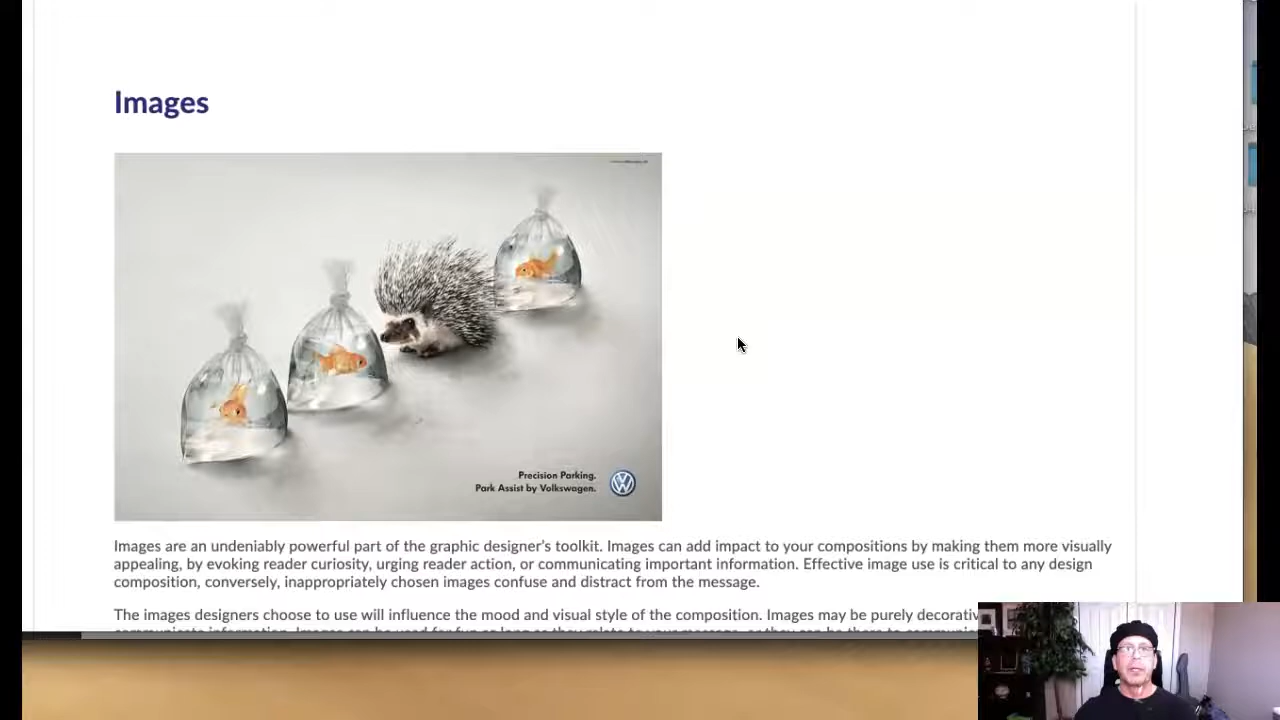 Images
Precision Parking.
Park Assist by Volkswagen.
Images are an undeniably powerful part of the graphic designer's toolkit. Images can add impact to your compositions by making them more visually
appealing, by evoking reader curiosity, urging reader action, or communicating important information. Effective image use is critical to any design
composition, conversely, inappropriately chosen images confuse and distract from the message.
The images designers choose to use will influence the mood and visual style of the composition. Images may be purely